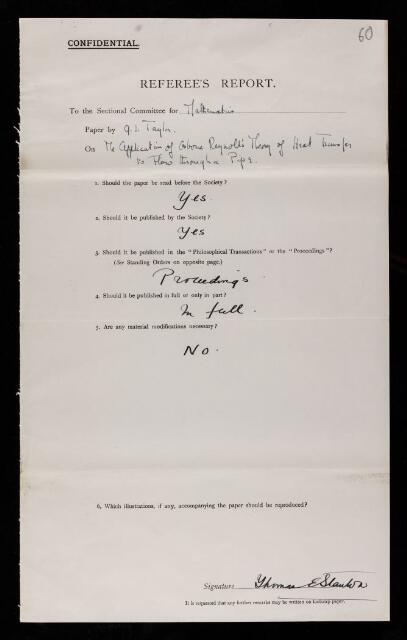 60
CONFIDENTIAL.
REFEREE'S REPORT.
To the Sectional Committee for Mathematics
Paper by G. I. Taylor.
On The Application of Osborne Reynolds Theory of Heat Transfer
to Flow through a Pipe.
1. Should the paper be read before the Society?
Yes.
2. Should it be published by the Society?
Yes
3. Should it be published in the "Philosophical Transactions" or the "Proceedings"?
(See Standing Orders on opposite page.)
Proceedings
4. Should it be published in full or only in part?
In full.
5. Are any material modifications necessary?
No.
6. Which illustrations, if any, accompanying the paper should be reproduced?
Signature Thomas E Stanton
It is requested that any further remarks may be written on foolscap paper.